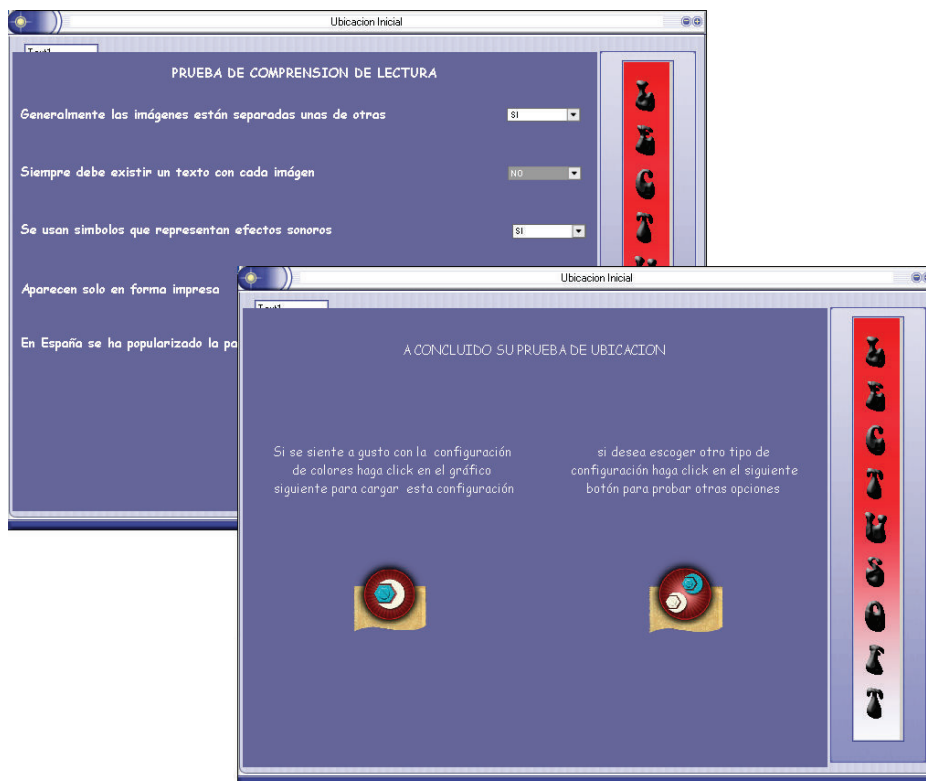 Ubicacion Inicial
PRUEBA DE COMPRENSION DE LECTURA
Generalmente las imágenes están separadas unas de otras
SI
Siempre debe existir un texto con cada imágen
NO
Se usan simbolos que representan efectos sonoros
SI
Aparecen solo en forma impresa
En España se ha popularizado la pa
L
E
C
T
Ubicacion Inicial
A CONCLUIDO SU PRUEBA DE UBICACION
Si se siente a gusto con la configuración
de colores haga click en el gráfico
siguiente para cargar esta configuración
si desea escoger otro tipo de
configuración haga click en el siguiente
botón para probar otras opciones
L
E
C
T
U
S
O
F
T